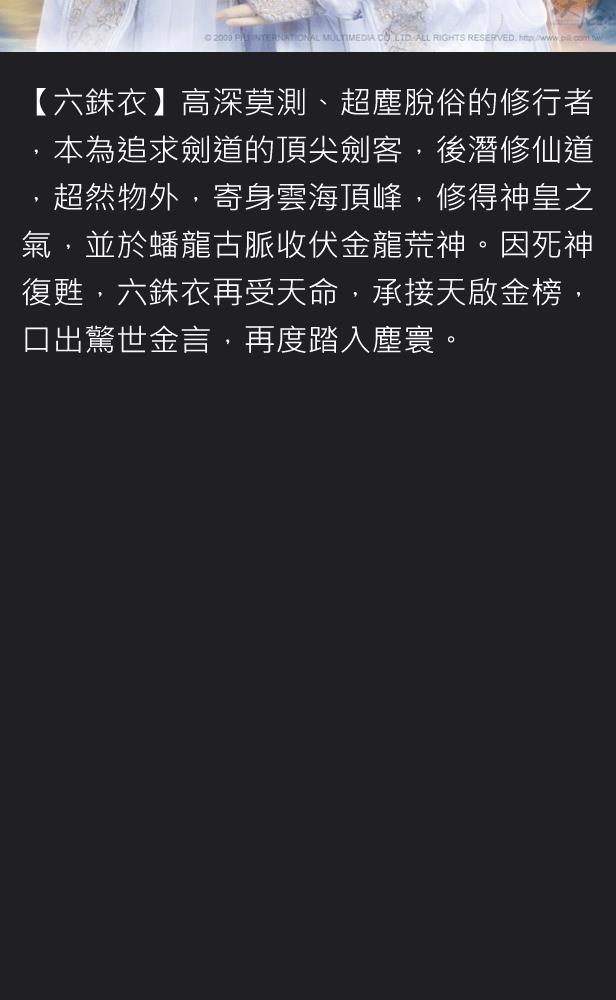 © 2009 PILI INTERNATIONAL MULTIMEDIA CO.,LTD. ALL RIGHTS RESERVED. http://www.pili.com.tw/
【六銖衣】高深莫測、超塵脫俗的修行者
，本為追求劍道的頂尖劍客，後潛修仙道
，超然物外，寄身雲海頂峰，修得神皇之
氣，並於蟠龍古脈收伏金龍荒神。因死神
復甦，六銖衣再受天命，承接天啟金榜，
口出驚世金言，再度踏入塵寰。